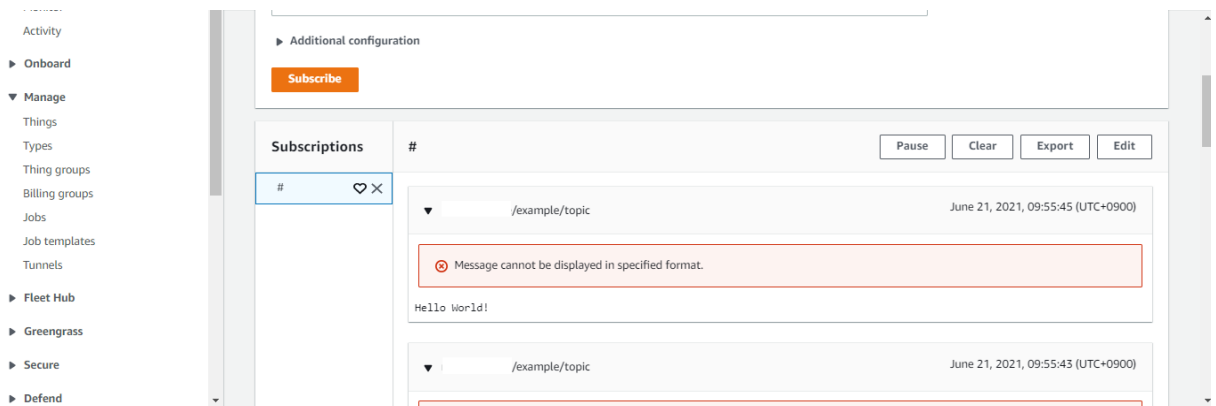 Activity
Onboard
Manage
Things
Types
Thing groups
Billing groups
Jobs
Job templates
Tunnels
Fleet Hub
Greengrass
Secure
Defend
Additional configuration
Subscribe
Subscriptions
#
#
Pause
Clear
Export
Edit
/example/topic
June 21, 2021, 09:55:45 (UTC+0900)
Message cannot be displayed in specified format.
Hello World!
/example/topic
June 21, 2021, 09:55:43 (UTC+0900)